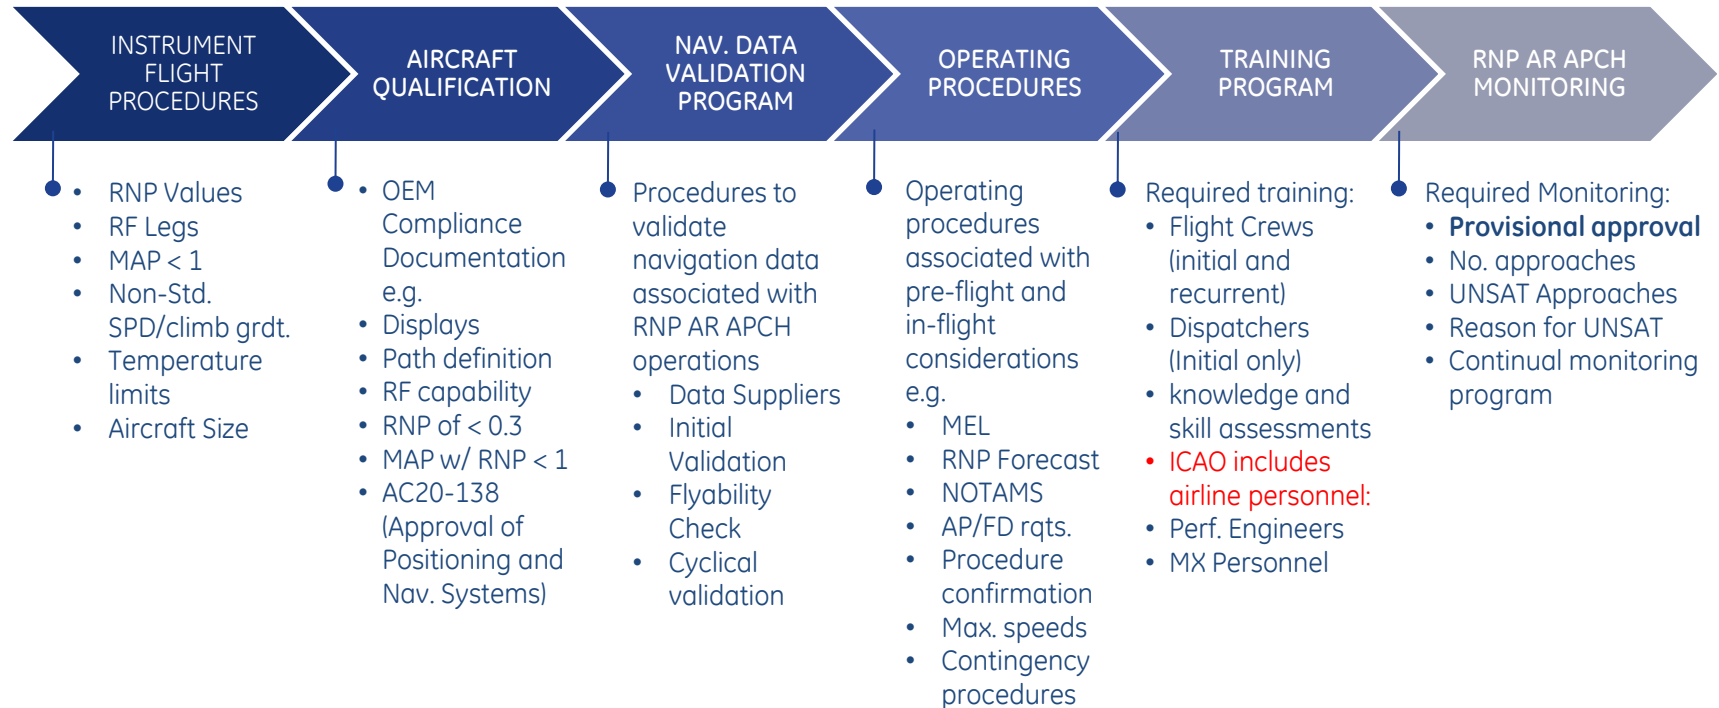 INSTRUMENT
FLIGHT
PROCEDURES
AIRCRAFT
QUALIFICATION
NAV. DATA
VALIDATION
PROGRAM
OPERATING
PROCEDURES
TRAINING
PROGRAM
RNP AR APCH
MONITORING
• RNP Values
• RF Legs
• MAP < 1
• Non-Std.
SPD/climb grdt.
• Temperature
limits
• Aircraft Size
• OEM
Compliance
Documentation
e.g.
• Displays
• Path definition
• RF capability
• RNP of < 0.3
• MAP w/ RNP < 1
• AC20-138
(Approval of
Positioning and
Nav. Systems)
Procedures to
validate
navigation data
associated with
RNP AR APCH
operations
• Data Suppliers
• Initial
Validation
• Flyability
Check
• Cyclical
validation
Operating
procedures
associated with
pre-flight and
in-flight
considerations
e.g.
• MEL
• RNP Forecast
• NOTAMS
• AP/FD rqts.
• Procedure
confirmation
• Max. speeds
• Contingency
procedures
Required training:
• Flight Crews
(initial and
recurrent)
• Dispatchers
(Initial only)
• knowledge and
skill assessments
• ICAO includes
airline personnel:
• Perf. Engineers
• MX Personnel
Required Monitoring:
• Provisional approval
• No. approaches
• UNSAT Approaches
• Reason for UNSAT
• Continual monitoring
program